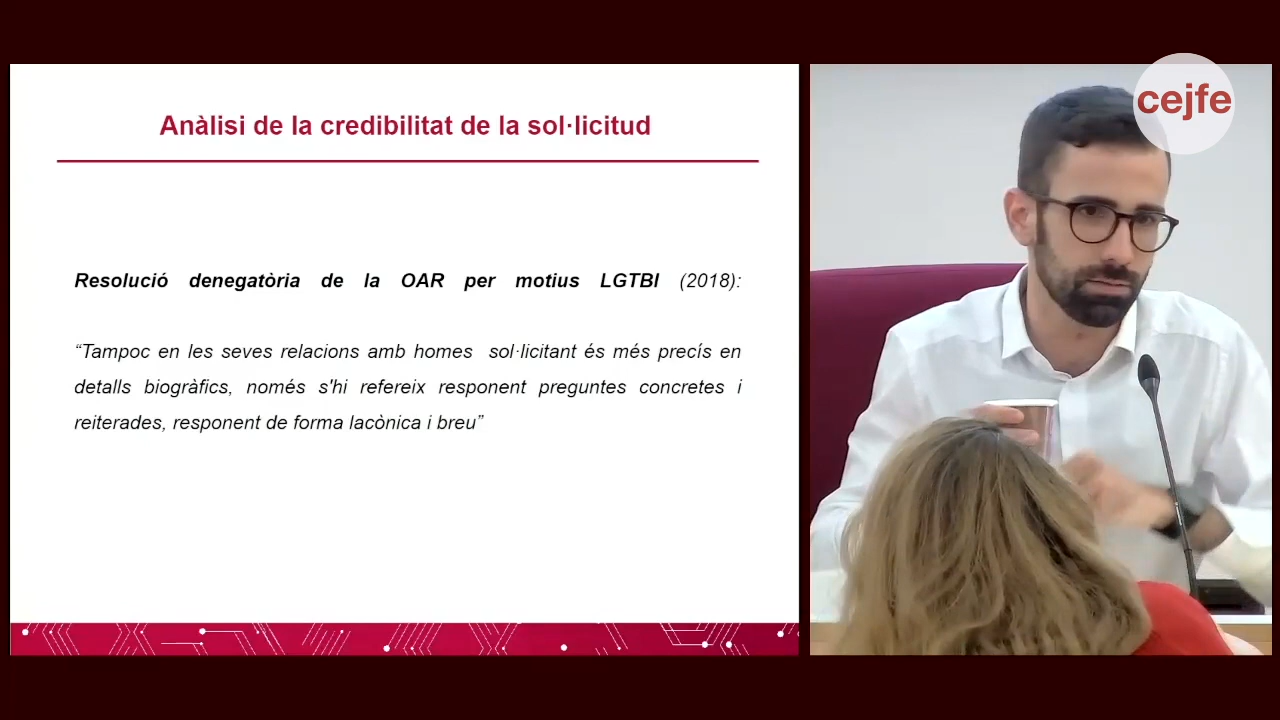 Anàlisi de la credibilitat de la sol·licitud
Resolució denegatòria de la OAR per motius LGTBI (2018):
“Tampoc en les seves relacions amb homes sol·licitant és més precís en
detalls biogràfics, només s'hi refereix responent preguntes concretes i
reiterades, responent de forma lacònica i breu”
cejfe